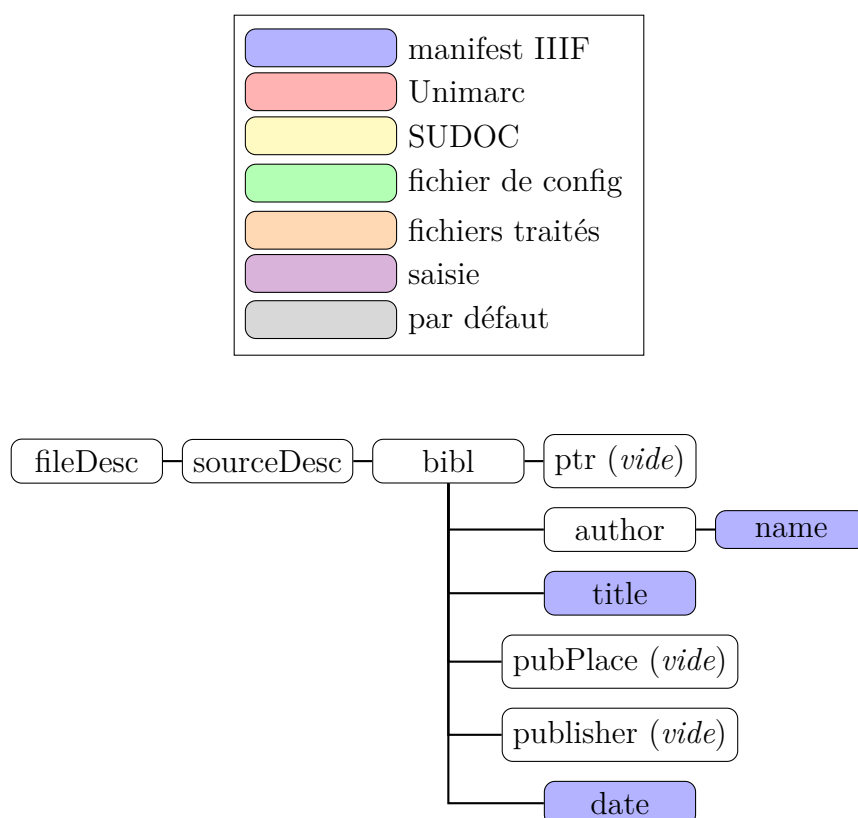 manifest IIIF
Unimarc
SUDOC
fichier de config
fichiers traités
saisie
par défaut
fileDesc sourceDesc bibl ptr (vide)
author name
title
pubPlace (vide)
publisher (vide)
date